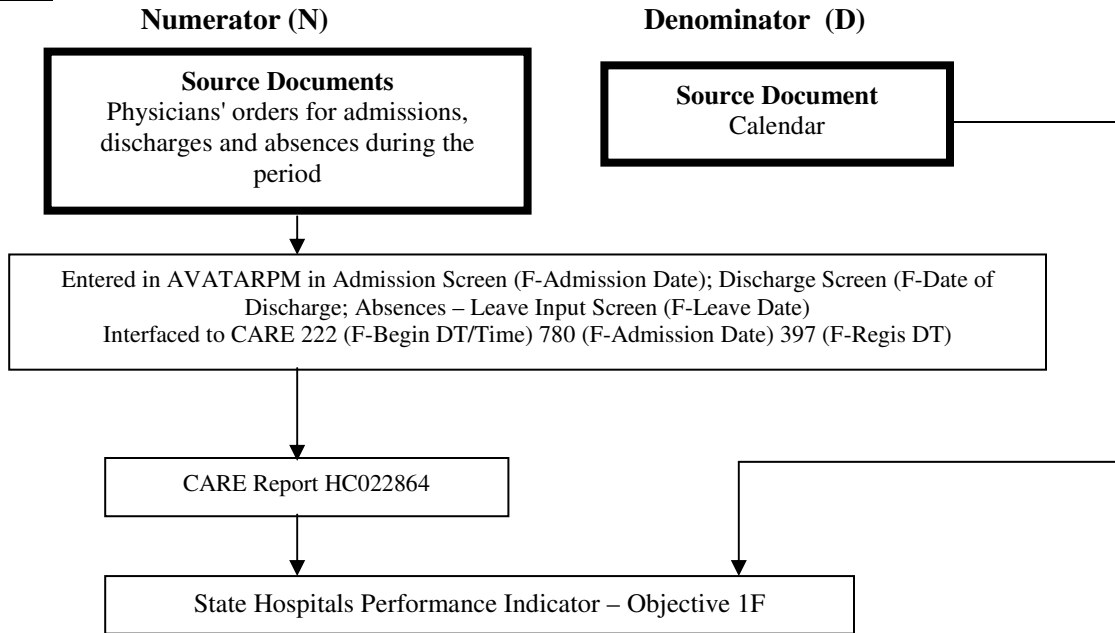 Numerator (N)
Denominator (D)
Source Documents
Physicians' orders for admissions,
discharges and absences during the
period
Source Document
Calendar
Entered in AVATARPM in Admission Screen (F-Admission Date); Discharge Screen (F-Date of
Discharge; Absences – Leave Input Screen (F-Leave Date)
Interfaced to CARE 222 (F-Begin DT/Time) 780 (F-Admission Date) 397 (F-Regis DT)
CARE Report HC022864
State Hospitals Performance Indicator – Objective 1F